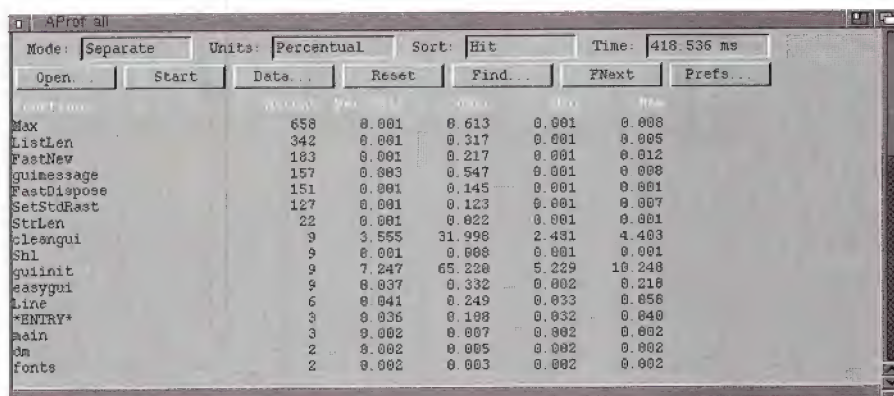 AProf all
Mode: Separate Units: Percentual Sort: Hit Time: 418.536 ms
Open... Start Data... Reset Find... FNext Prefs...
Max 658 0.001 0.613 0.001 0.008
ListLen 342 0.001 0.317 0.001 0.005
FastNew 183 0.001 0.217 0.001 0.012
guimessage 157 0.003 0.547 0.001 0.008
FastDispose 151 0.001 0.145 0.001 0.001
SetStdRast 127 0.001 0.123 0.001 0.007
StrLen 22 0.001 0.022 0.001 0.001
cleangui 9 3.555 31.998 2.481 4.403
Shl 9 0.001 0.008 0.001 0.001
guiinit 9 7.247 65.220 5.229 10.248
easygui 9 0.037 0.332 0.002 0.210
Line 6 0.041 0.249 0.033 0.056
*ENTRY* 3 0.036 0.108 0.032 0.040
main 3 0.002 0.007 0.002 0.002
dm 2 0.002 0.005 0.002 0.002
fonts 2 0.002 0.003 0.002 0.002